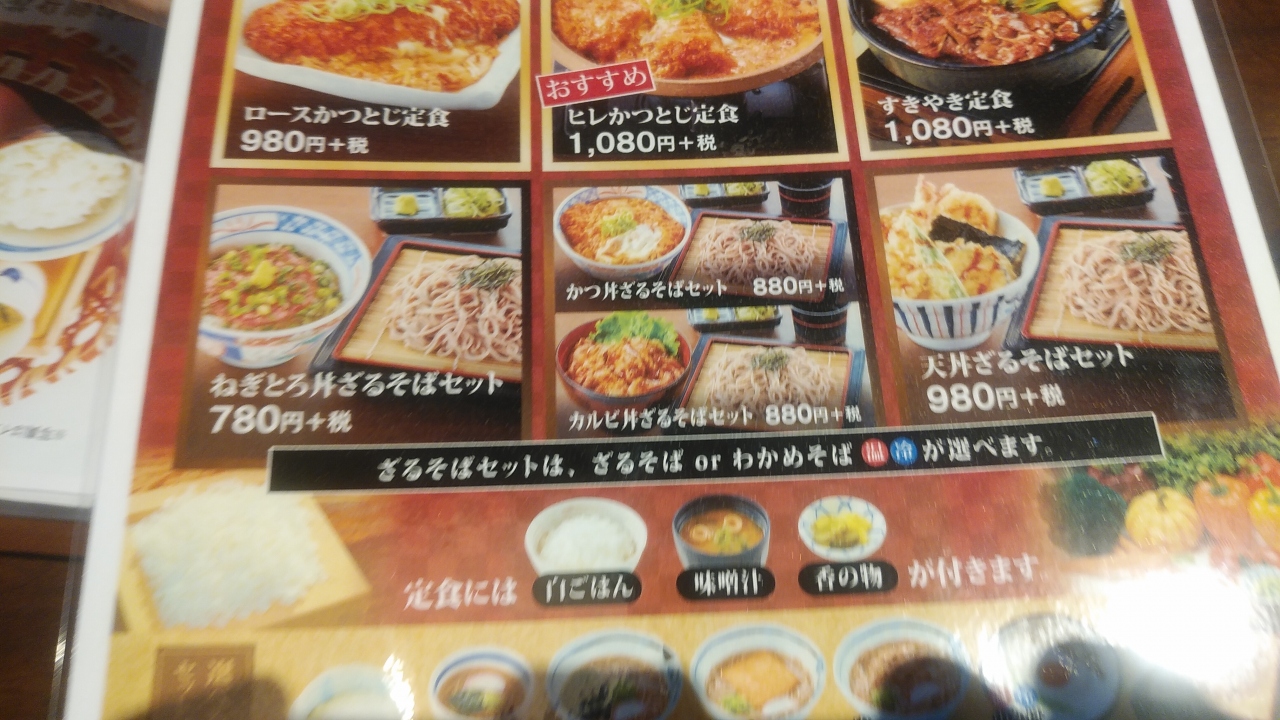 ロースかつとじ定食
980円+税
おすすめ
ヒレかつとじ定食
1,080円+税
すきやき定食
1,080円+税
ねぎとろ丼ざるそばセット
780円+税
かつ丼ざるそばセット 880円+税
カルビ丼ざるそばセット 880円+税
天丼ざるそばセット
980円+税
ざるそばセットは、ざるそば or わかめそば 温 冷 が選べます。
定食には 白ごはん 味噌汁 香の物 が付きます